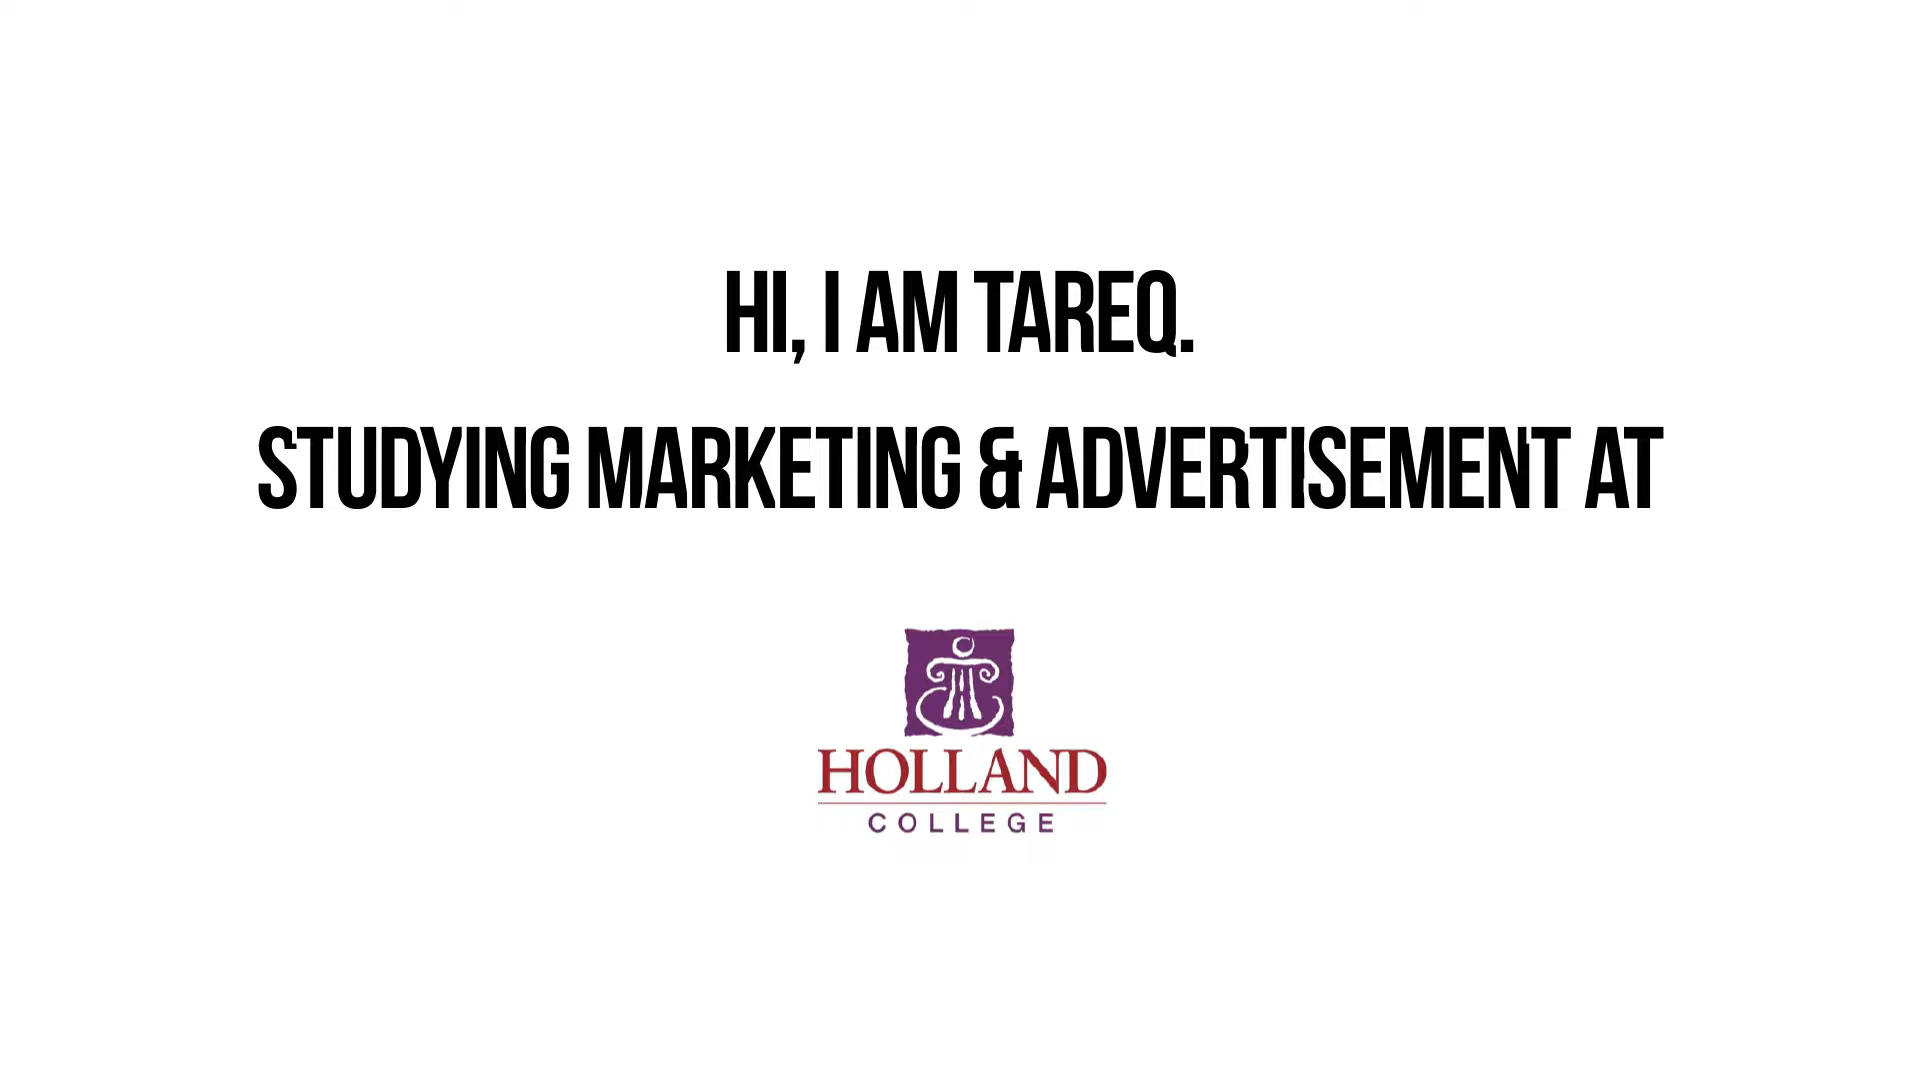 HI, I AM TAREQ.
STUDYING MARKETING & ADVERTISEMENT AT
HOLLAND
COLLEGE